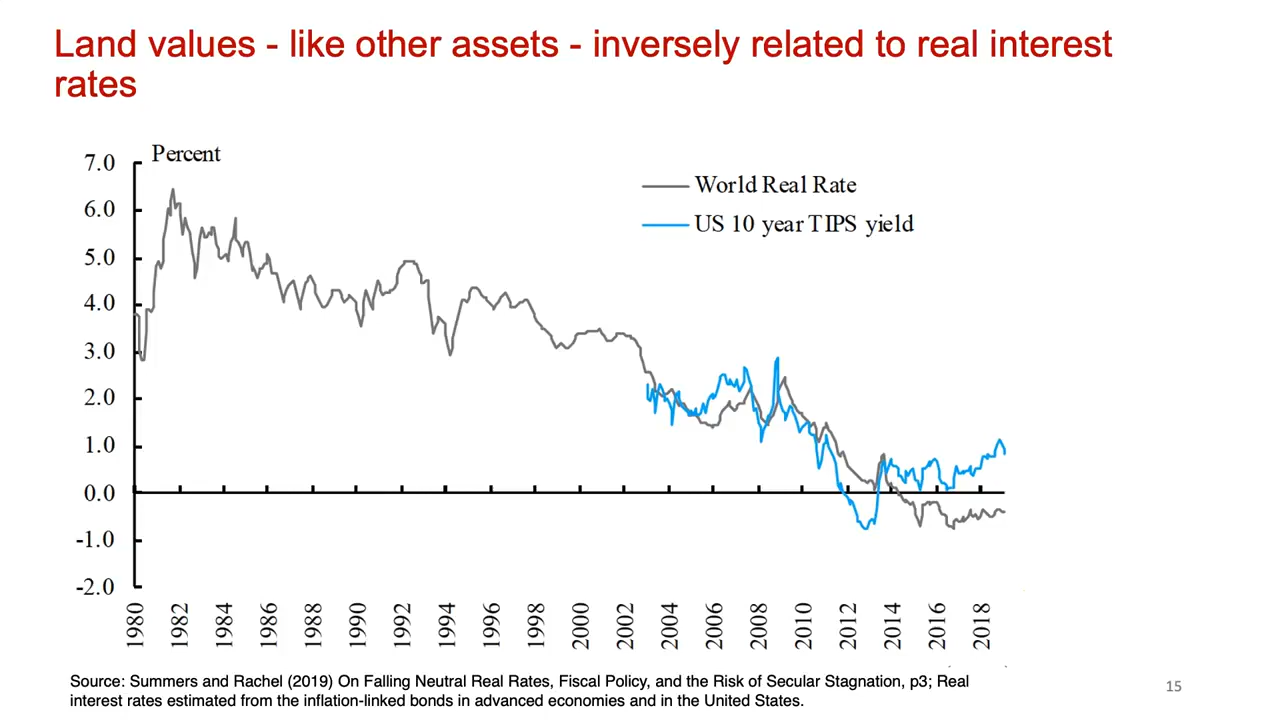 Land values - like other assets - inversely related to real interest
rates
Percent
World Real Rate
US 10 year TIPS yield
7.0
6.0
5.0
4.0
3.0
2.0
1.0
0.0
-1.0
-2.0
1980 1982 1984 1986 1988 1990 1992 1994 1996 1998 2000 2002 2004 2006 2008 2010 2012 2014 2016 2018
Source: Summers and Rachel (2019) On Falling Neutral Real Rates, Fiscal Policy, and the Risk of Secular Stagnation, p3; Real
interest rates estimated from the inflation-linked bonds in advanced economies and in the United States.
15